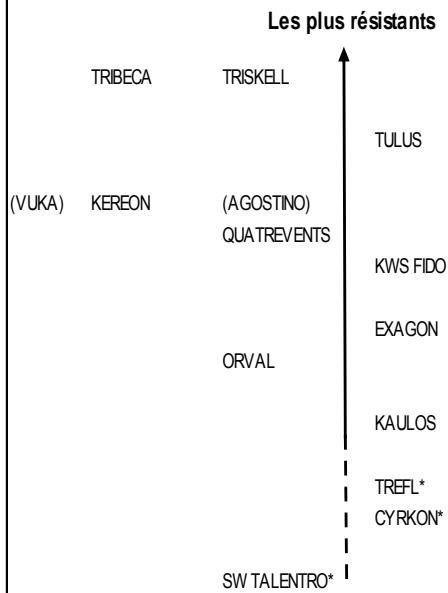 Les plus résistants
TRIBECA TRISKELL
TULUS
(VUKA) KEREON (AGOSTINO)
QUATREVENTS
KWS FIDO
EXAGON
ORVAL
KAULOS
TREFL*
CYRKON*
SW TALENTRO*